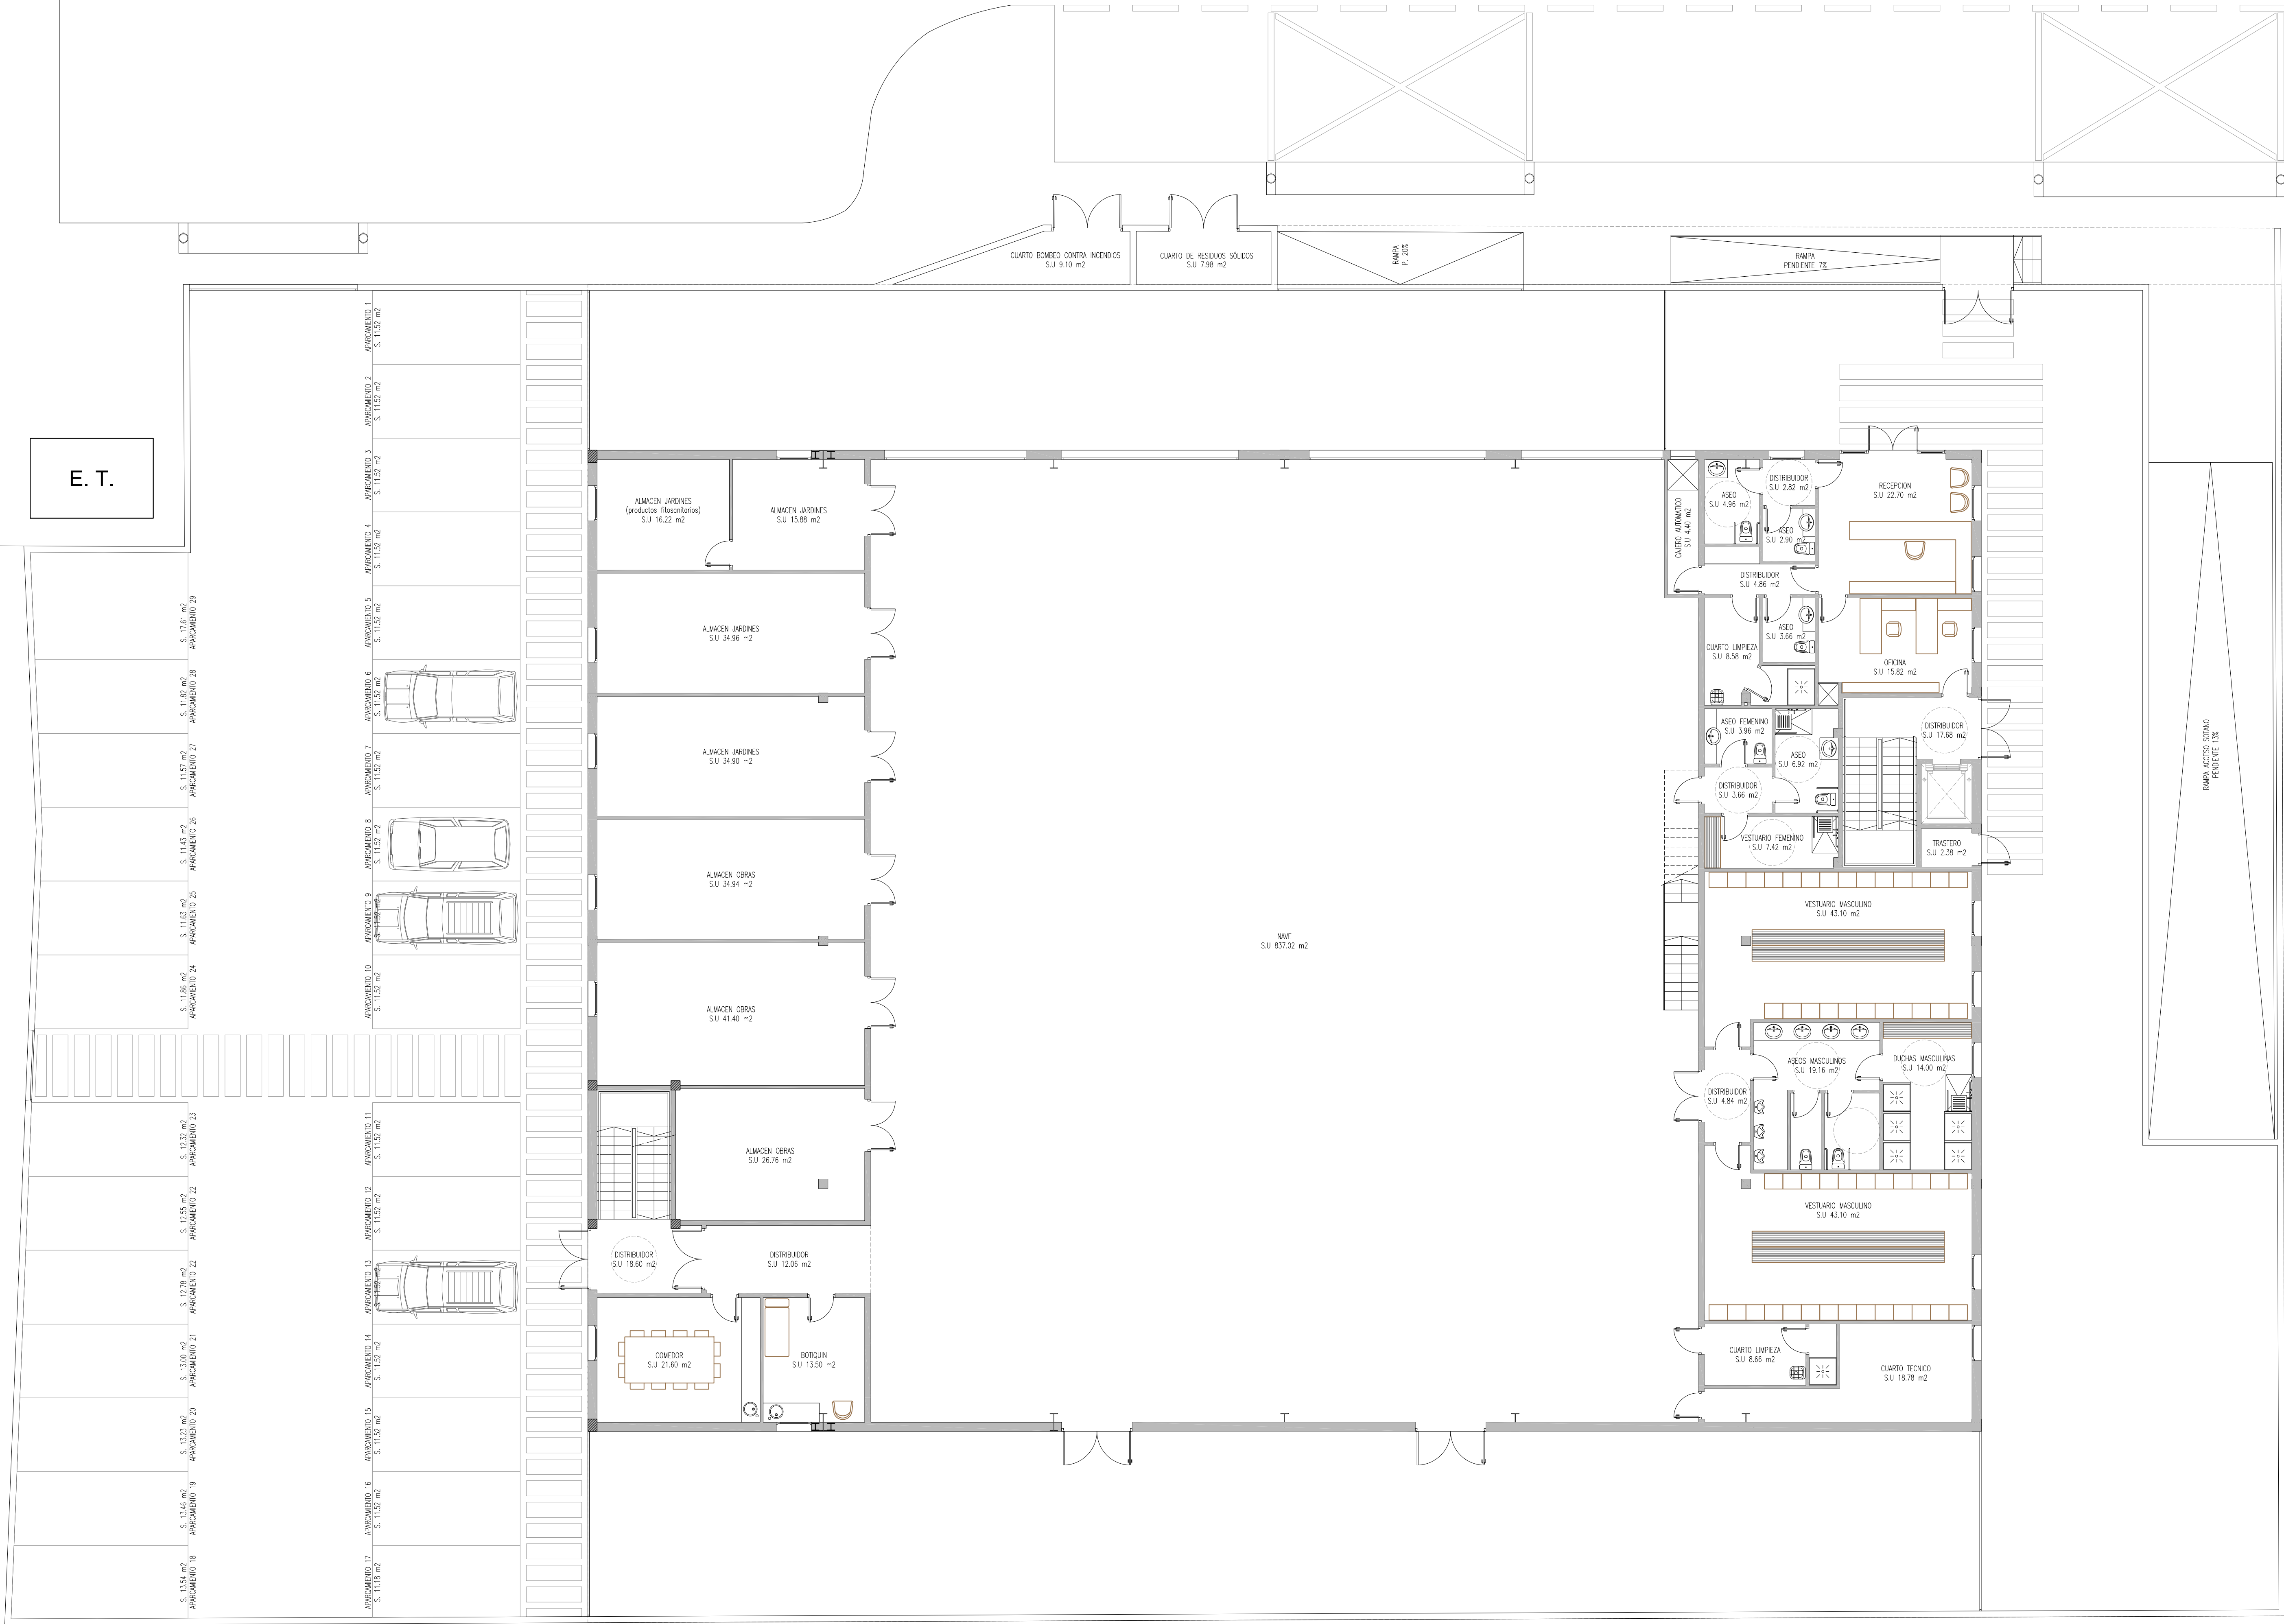 CUARTO BOMBEO CONTRA INCENDIOS
S.U 9.10 m2
CUARTO DE RESIDUOS SÓLIDOS
S.U 7.98 m2
RAMPA
P. 20%
RAMPA
PENDIENTE 7%
E. T.
APARCAMIENTO 1
S. 11.52 m2
APARCAMIENTO 2
S. 11.52 m2
APARCAMIENTO 3
S. 11.52 m2
APARCAMIENTO 4
S. 11.52 m2
APARCAMIENTO 5
S. 11.52 m2
APARCAMIENTO 6
S. 11.52 m2
APARCAMIENTO 7
S. 11.52 m2
APARCAMIENTO 8
S. 11.52 m2
APARCAMIENTO 9
S. 11.52 m2
APARCAMIENTO 10
S. 11.52 m2
APARCAMIENTO 11
S. 11.52 m2
APARCAMIENTO 12
S. 11.52 m2
APARCAMIENTO 13
S. 11.52 m2
APARCAMIENTO 14
S. 11.52 m2
APARCAMIENTO 15
S. 11.52 m2
APARCAMIENTO 16
S. 11.52 m2
APARCAMIENTO 17
S. 11.18 m2
S. 17.61 m2
APARCAMIENTO 29
S. 11.82 m2
APARCAMIENTO 28
S. 11.57 m2
APARCAMIENTO 27
S. 11.43 m2
APARCAMIENTO 26
S. 11.63 m2
APARCAMIENTO 25
S. 11.86 m2
APARCAMIENTO 24
S. 12.32 m2
APARCAMIENTO 23
S. 12.55 m2
APARCAMIENTO 22
S. 12.78 m2
APARCAMIENTO 22
S. 13.00 m2
APARCAMIENTO 21
S. 13.23 m2
APARCAMIENTO 20
S. 13.46 m2
APARCAMIENTO 19
S. 13.54 m2
APARCAMIENTO 18
ALMACEN JARDINES
(productos fitosanitarios)
S.U 16.22 m2
ALMACEN JARDINES
S.U 15.88 m2
ALMACEN JARDINES
S.U 34.96 m2
ALMACEN JARDINES
S.U 34.90 m2
ALMACEN OBRAS
S.U 34.94 m2
ALMACEN OBRAS
S.U 41.40 m2
ALMACEN OBRAS
S.U 26.76 m2
DISTRIBUIDOR
S.U 18.60 m2
DISTRIBUIDOR
S.U 12.06 m2
COMEDOR
S.U 21.60 m2
BOTIQUIN
S.U 13.50 m2
NAVE
S.U 837.02 m2
CAJERO AUTOMATICO
S.U 4.40 m2
ASEO
S.U 4.96 m2
DISTRIBUIDOR
S.U 2.82 m2
ASEO
S.U 2.90 m2
RECEPCION
S.U 22.70 m2
DISTRIBUIDOR
S.U 4.86 m2
ASEO
S.U 3.66 m2
CUARTO LIMPIEZA
S.U 8.58 m2
OFICINA
S.U 15.82 m2
ASEO FEMENINO
S.U 3.96 m2
ASEO
S.U 6.92 m2
DISTRIBUIDOR
S.U 17.68 m2
DISTRIBUIDOR
S.U 3.66 m2
VESTUARIO FEMENINO
S.U 7.42 m2
TRASTERO
S.U 2.38 m2
VESTUARIO MASCULINO
S.U 43.10 m2
ASEOS MASCULINOS
S.U 19.16 m2
DUCHAS MASCULINAS
S.U 14.00 m2
DISTRIBUIDOR
S.U 4.84 m2
VESTUARIO MASCULINO
S.U 43.10 m2
CUARTO LIMPIEZA
S.U 8.66 m2
CUARTO TECNICO
S.U 18.78 m2
RAMPA ACCESO SOTANO
PENDIENTE 13%